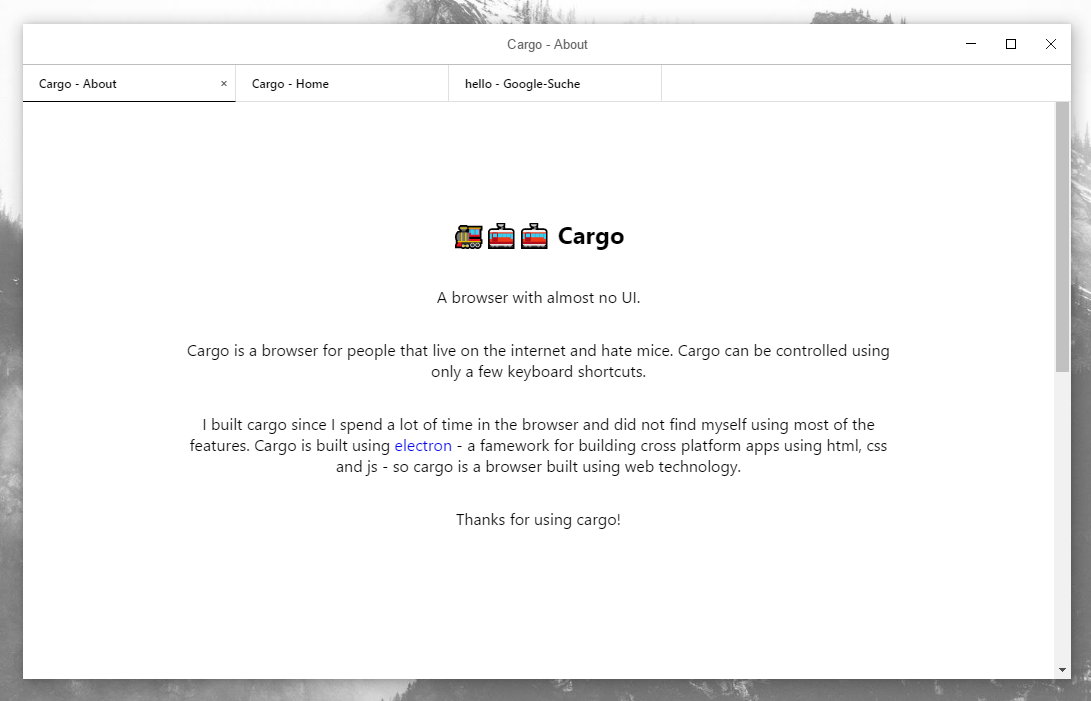 Cargo - About
Cargo - About
Cargo - Home
hello - Google-Suche
🚂🚋🚋 Cargo
A browser with almost no UI.
Cargo is a browser for people that live on the internet and hate mice. Cargo can be controlled using
only a few keyboard shortcuts.
I built cargo since I spend a lot of time in the browser and did not find myself using most of the
features. Cargo is built using electron - a famework for building cross platform apps using html, css
and js - so cargo is a browser built using web technology.
Thanks for using cargo!